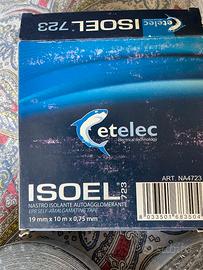 ISOEL 723
etelec
Electrical technology
ART. NA4723
ISOEL 723
NASTRO ISOLANTE AUTOAGGLOMERANTE
EPR SELF-AMALGAMATING TAPE
19 mm x 10 m x 0,75 mm
8033501683504